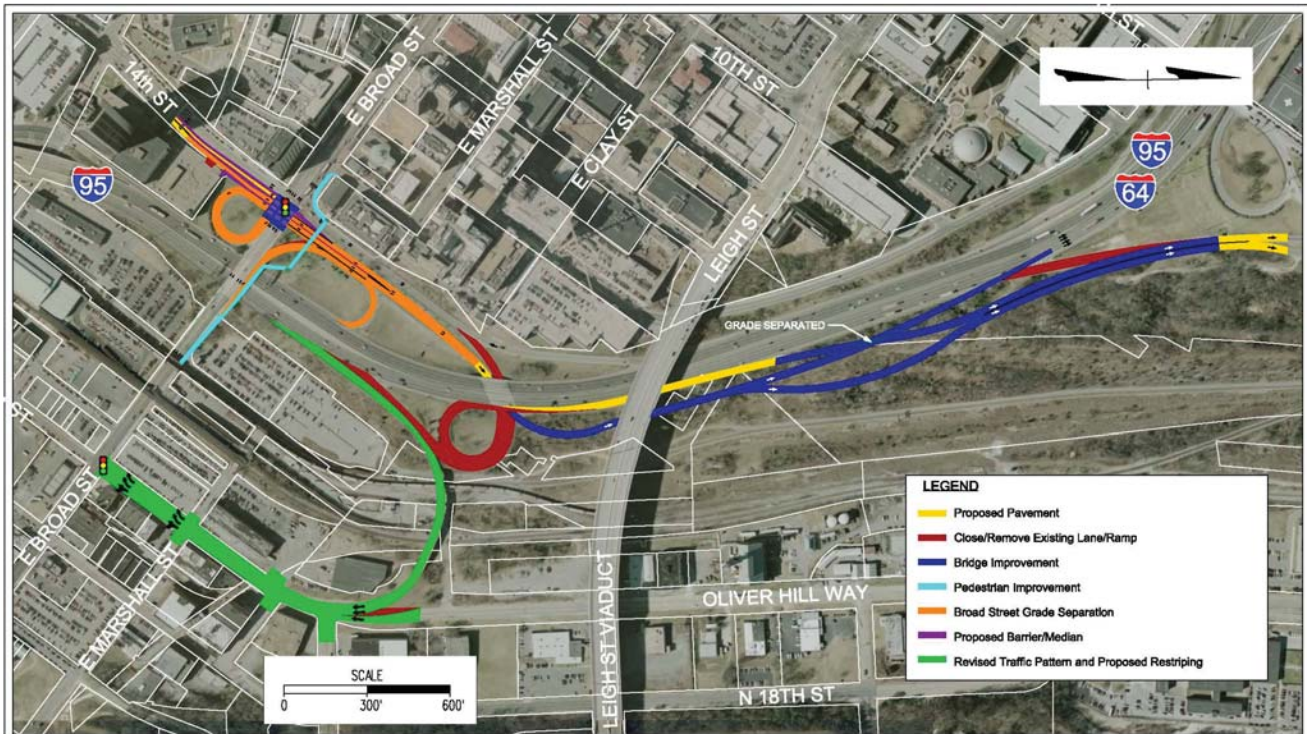 14th ST
E BROAD ST
E MARSHALL ST
E CLAY ST
10TH ST
ST
95
95
64
LEIGH ST
GRADE SEPARATED
ST
E BROAD ST
E MARSHALL ST
LEIGH ST VADUCT
OLIVER HILL WAY
N 18TH ST
SCALE
0 300' 600'
LEGEND
Proposed Pavement
Close/Remove Existing Lane/Ramp
Bridge Improvement
Pedestrian Improvement
Broad Street Grade Separation
Proposed Barrier/Median
Revised Traffic Pattern and Proposed Restriping